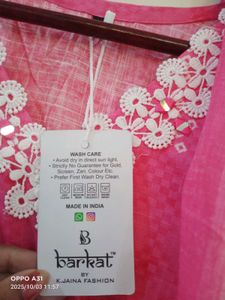 WASH CARE
• Avoid dry in direct sun light.
• Strictly No Guarantee for Gold,
Screen, Zari, Colour Etc.
• Prefer First Wash Dry Clean.
MADE IN INDIA
B
barkat™
BY
K.JAINA FASHION
OPPO A31
2025/10/03 11:57